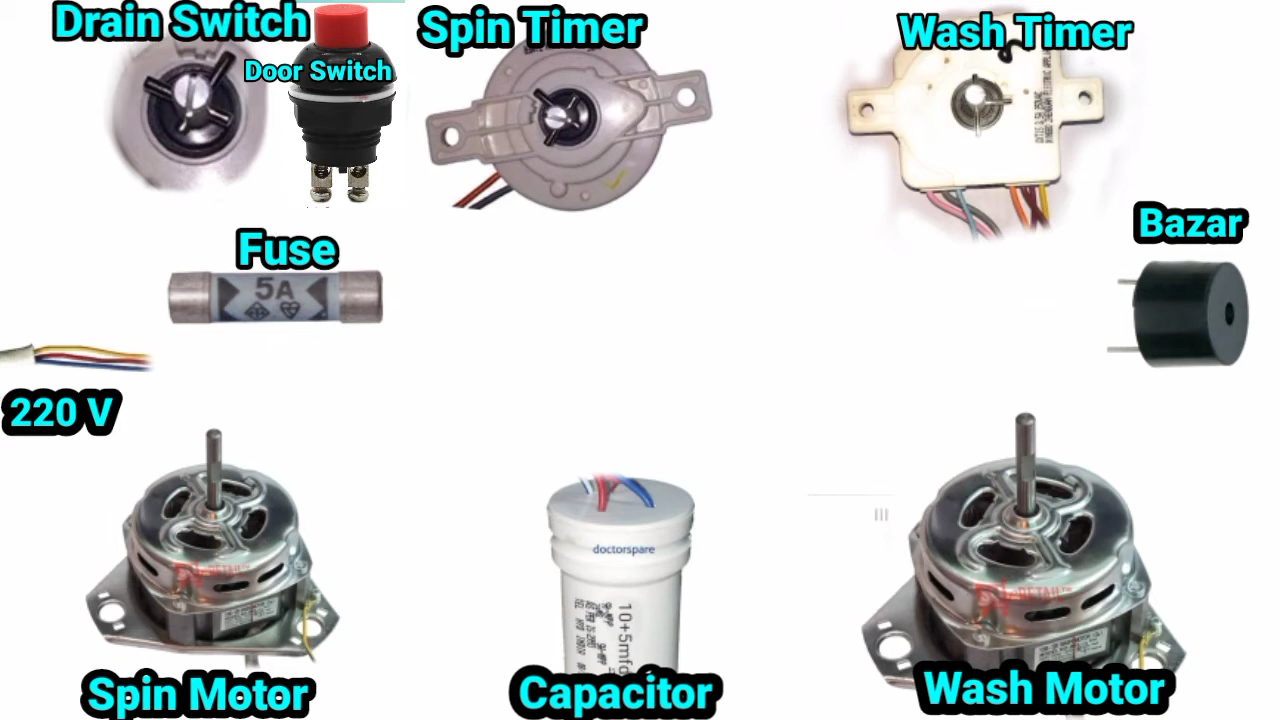 Drain Switch
Door Switch
Spin Timer
Wash Timer
Bazar
Fuse
5A
220 V
doctorspare
10+5mfd
Spin Motor
Capacitor
Wash Motor